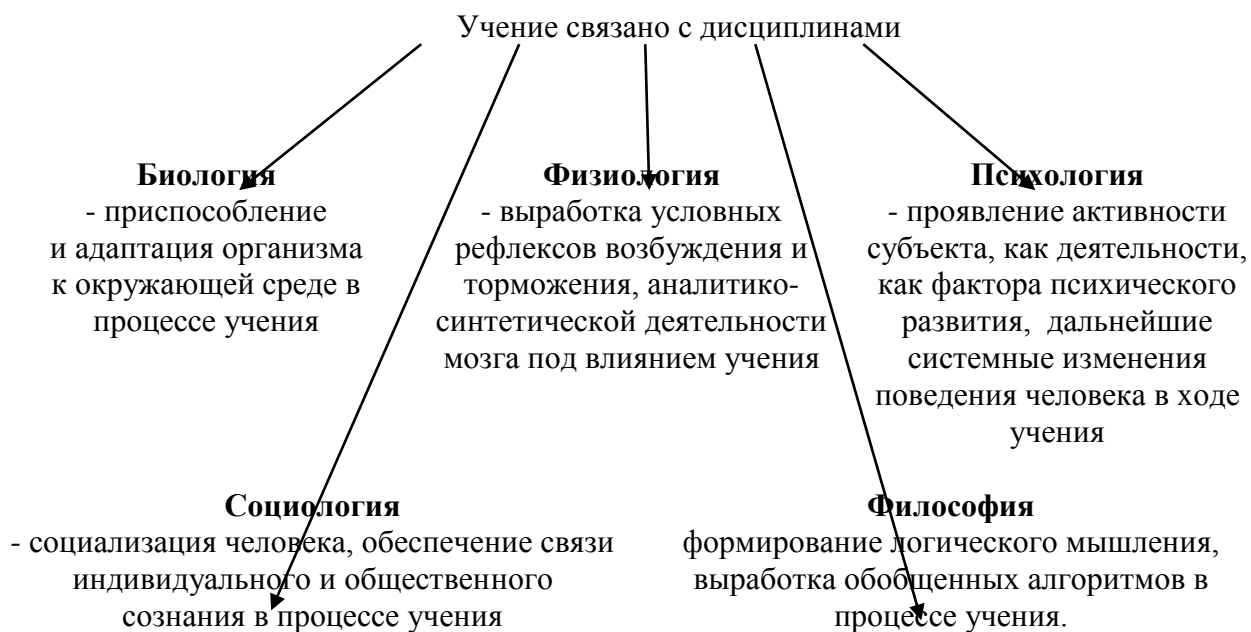 Учение связано с дисциплинами
Биология
- приспособление
и адаптация организма
к окружающей среде в
процессе учения
Физиология
- выработка условных
рефлексов возбуждения и
торможения, аналитико-
синтетической деятельности
мозга под влиянием учения
Психология
- проявление активности
субъекта, как деятельности,
как фактора психического
развития, дальнейшие
системные изменения
поведения человека в ходе
учения
Социология
- социализация человека, обеспечение связи
индивидуального и общественного
сознания в процессе учения
Философия
формирование логического мышления,
выработка обобщенных алгоритмов в
процессе учения.